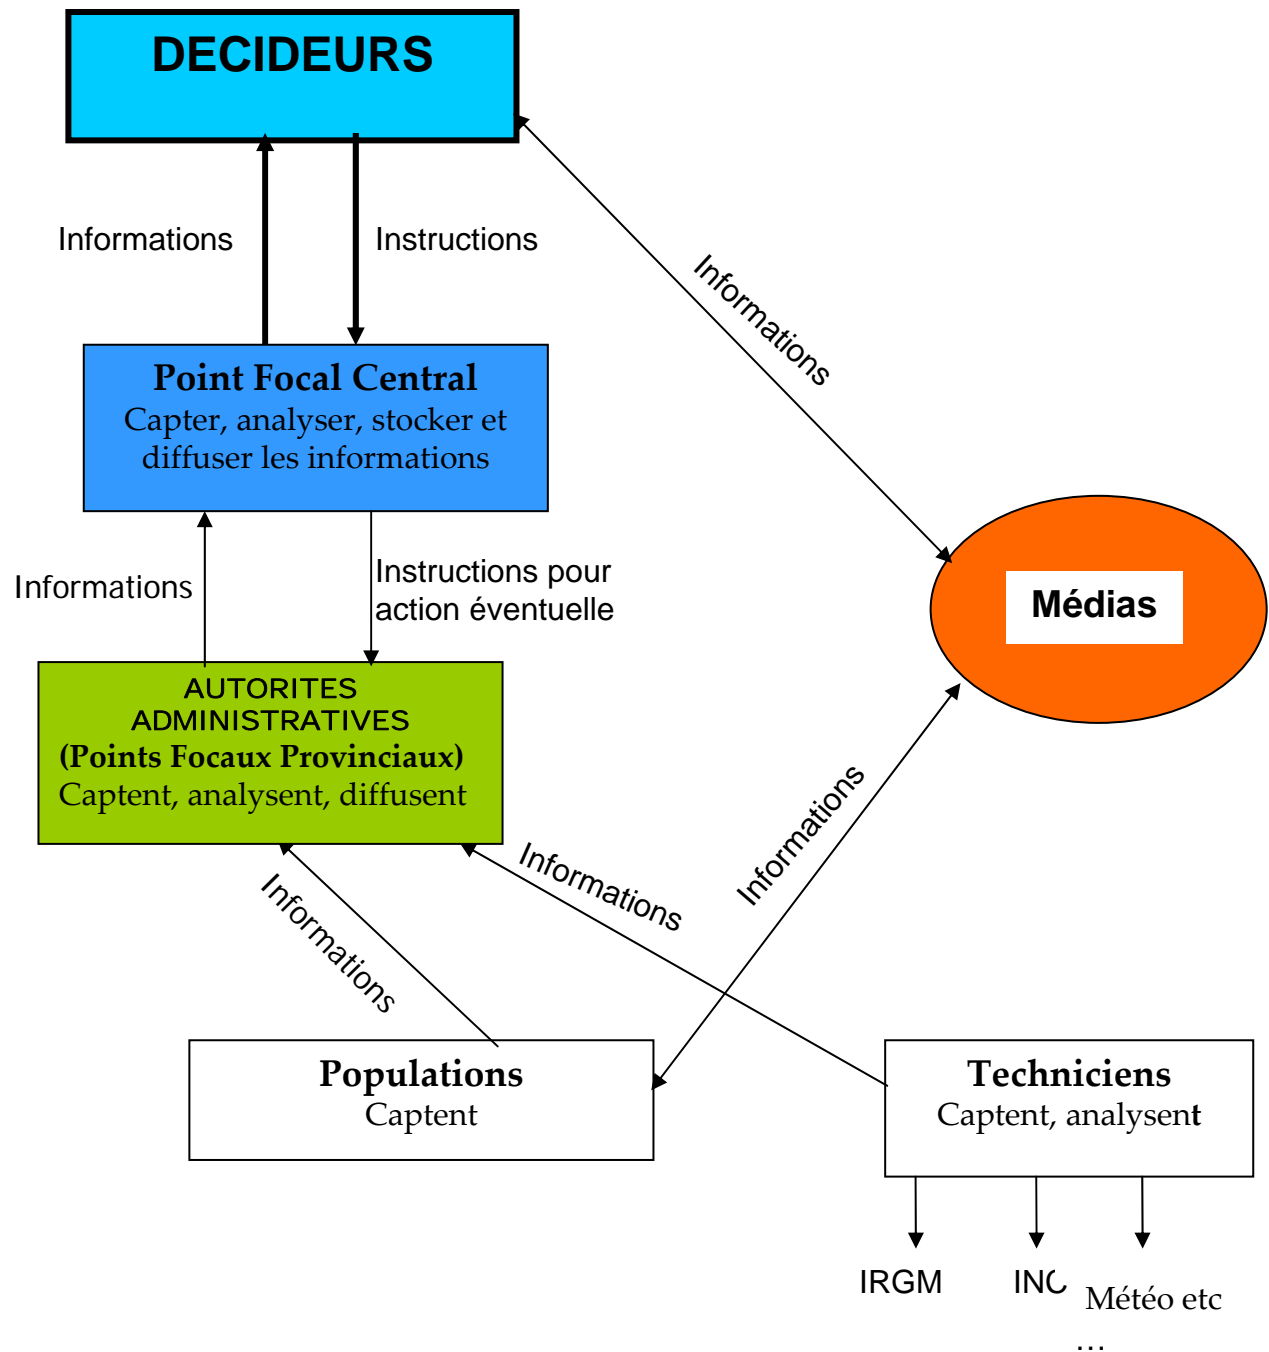 DECIDEURS
Informations
Instructions
Informations
Point Focal Central
Capter, analyser, stocker et
diffuser les informations
Informations
Instructions pour
action éventuelle
Médias
AUTORITES
ADMINISTRATIVES
(Points Focaux Provinciaux)
Captent, analysent, diffusent
Informations
Informations
Informations
Populations
Captent
Techniciens
Captent, analysent
IRGM
Météo etc
...